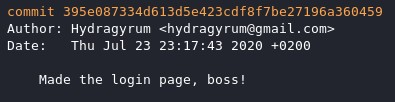 commit 395e087334d613d5e423cdf8f7be27196a360459
Author: Hydragyrum <hydragyrum@gmail.com>
Date:   Thu Jul 23 23:17:43 2020 +0200
Made the login page, boss!